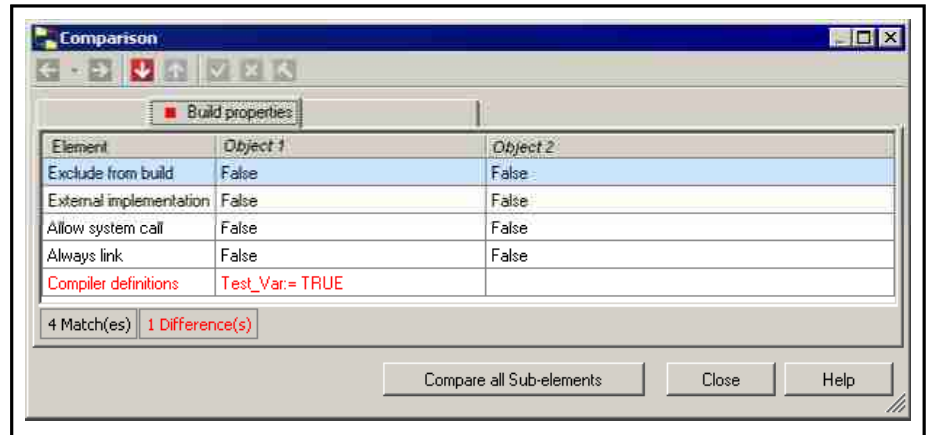 Comparison
Build properties
Element Object 1 Object 2
Exclude from build False False
External implementation False False
Allow system call False False
Always link False False
Compiler definitions Test_Var:= TRUE
4 Match(es) 1 Difference(s)
Compare all Sub-elements Close Help